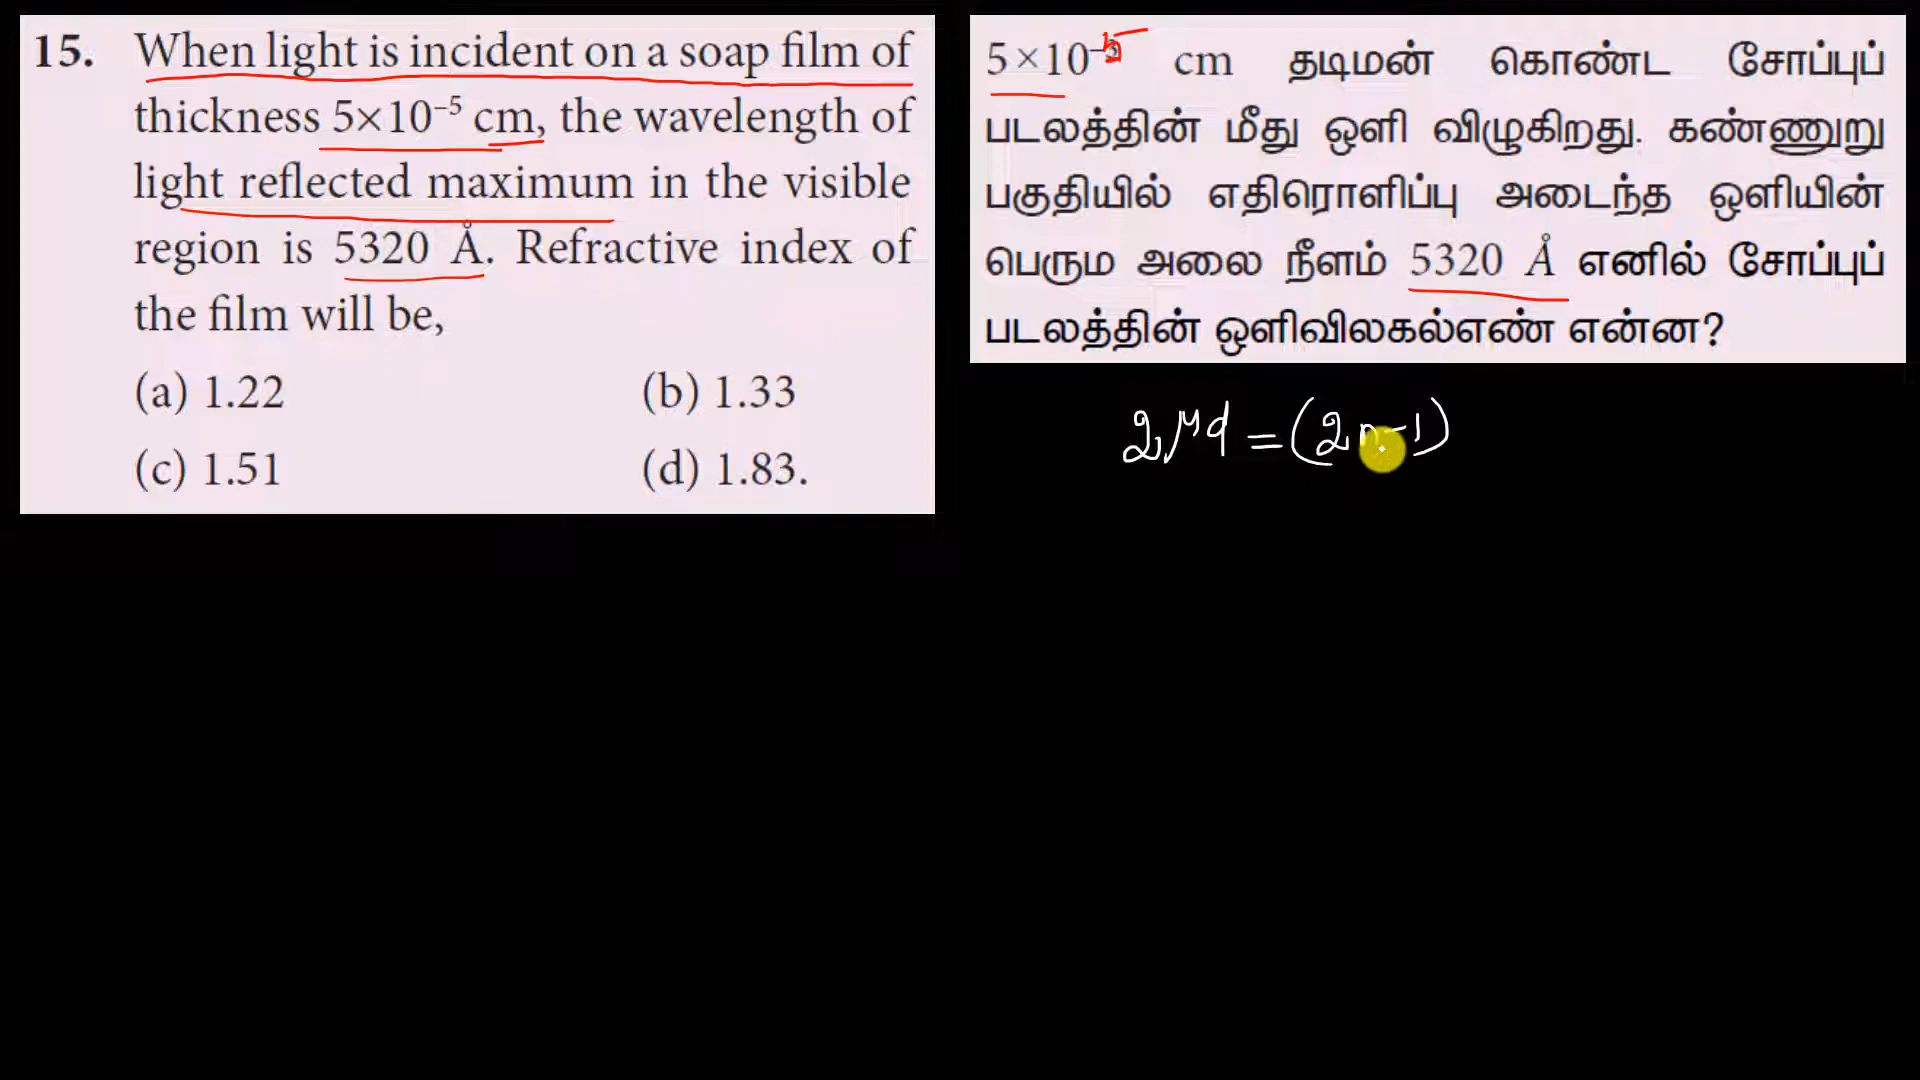 15. When light is incident on a soap film of
thickness 5×10⁻⁵ cm, the wavelength of
light reflected maximum in the visible
region is 5320 Å. Refractive index of
the film will be,
(a) 1.22 (b) 1.33
(c) 1.51 (d) 1.83.
5×10⁻⁵ cm தடிமன் கொண்ட சோப்புப்
படலத்தின் மீது ஒளி விழுகிறது. கண்ணுறு
பகுதியில் எதிரொளிப்பு அடைந்த ஒளியின்
பெரும அலை நீளம் 5320 Å எனில் சோப்புப்
படலத்தின் ஒளிவிலகல்எண் என்ன?
2μd = (2n-1)